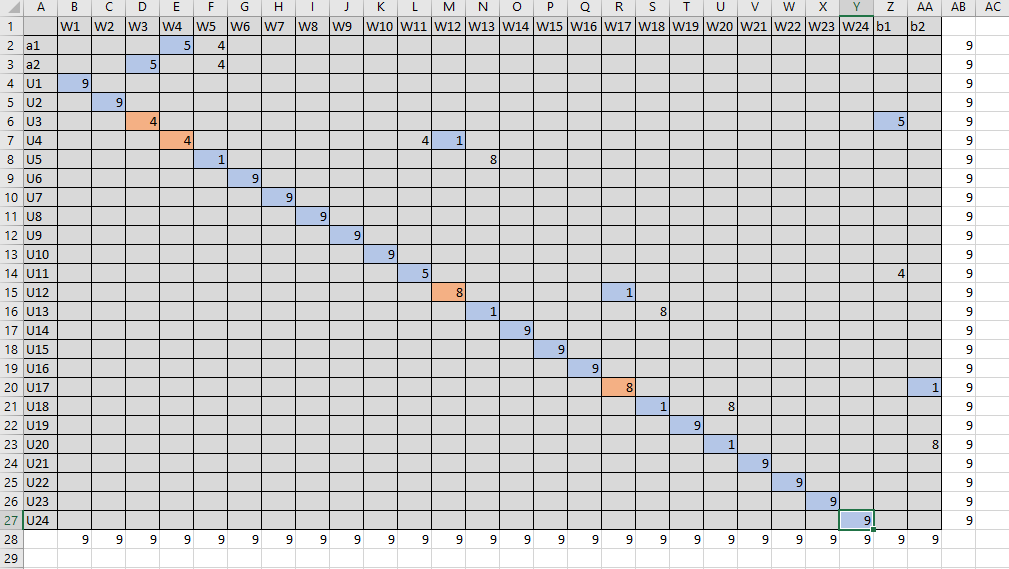 A B C D E F G H I J K L M N O P Q R S T U V W X Y Z AA AB AC
1 W1 W2 W3 W4 W5 W6 W7 W8 W9 W10 W11 W12 W13 W14 W15 W16 W17 W18 W19 W20 W21 W22 W23 W24 b1 b2
2 a1 5 4 9
3 a2 5 4 9
4 U1 9 9
5 U2 9 9
6 U3 4 5 9
7 U4 4 4 1 9
8 U5 1 8 9
9 U6 9 9
10 U7 9 9
11 U8 9 9
12 U9 9 9
13 U10 9 9
14 U11 5 4 9
15 U12 8 1 9
16 U13 1 8 9
17 U14 9 9
18 U15 9 9
19 U16 9 9
20 U17 8 1 9
21 U18 1 8 9
22 U19 9 9
23 U20 1 8 9
24 U21 9 9
25 U22 9 9
26 U23 9 9
27 U24 9 9
28 9 9 9 9 9 9 9 9 9 9 9 9 9 9 9 9 9 9 9 9 9 9 9 9 9 9
29